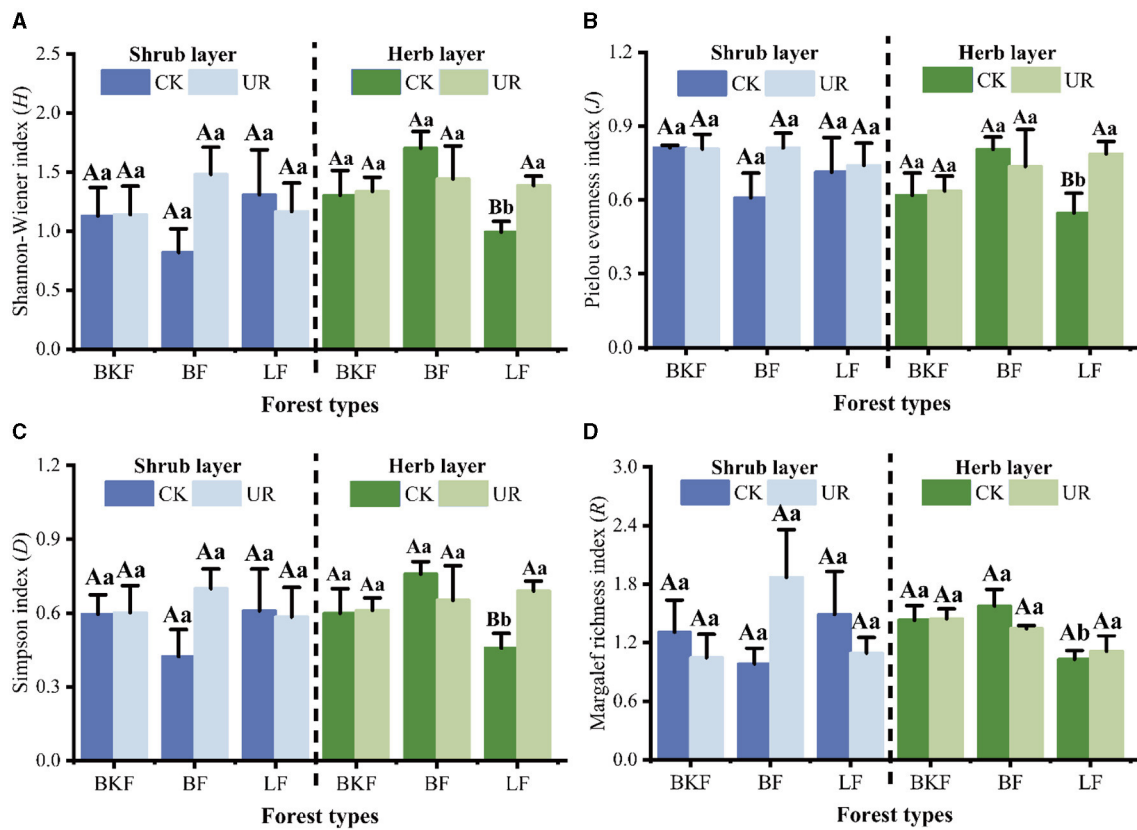 A
Shannon-Wiener index (H)
2.5
2.0
1.5
1.0
0.5
0.0
Shrub layer
CK UR
Herb layer
CK UR
Aa Aa Aa Aa Aa Aa Aa Aa Aa Aa Bb Aa
BKF BF LF BKF BF LF
Forest types
B
Pielou evenness index (J)
1.2
0.9
0.6
0.3
0.0
Shrub layer
CK UR
Herb layer
CK UR
Aa Aa Aa Aa Aa Aa Aa Aa Aa Aa Bb Aa
BKF BF LF BKF BF LF
Forest types
C
Simpson index (D)
1.2
0.9
0.6
0.3
0.0
Shrub layer
CK UR
Herb layer
CK UR
Aa Aa Aa Aa Aa Aa Aa Aa Aa Aa Bb Aa
BKF BF LF BKF BF LF
Forest types
D
Margalef richness index (R)
3.0
2.4
1.8
1.2
0.6
0.0
Shrub layer
CK UR
Herb layer
CK UR
Aa Aa Aa Aa Aa Aa Aa Aa Aa Aa Ab Aa
BKF BF LF BKF BF LF
Forest types